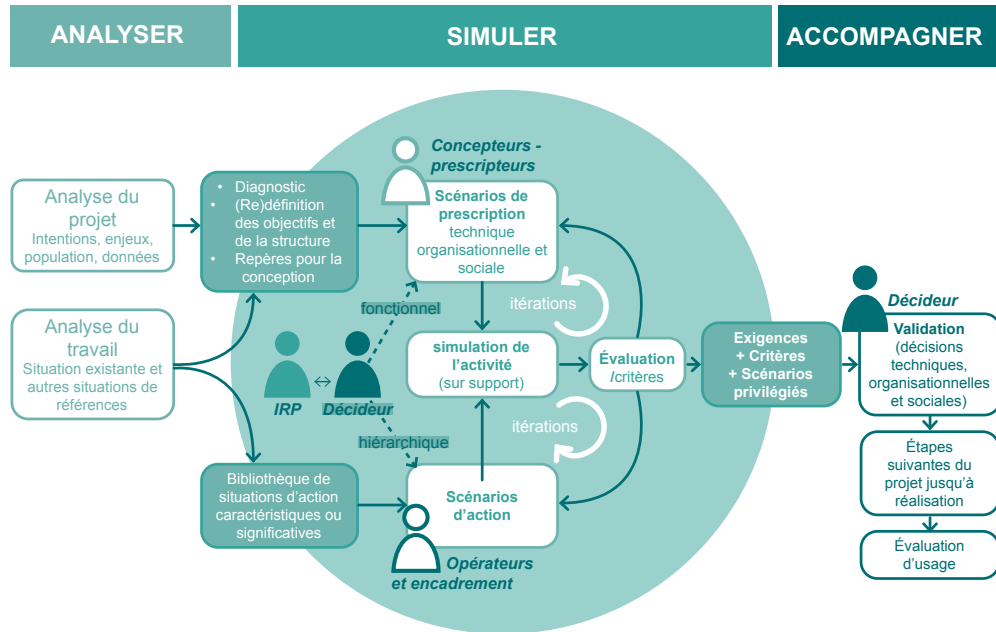 ANALYSER
SIMULER
ACCOMPAGNER
Analyse du
projet
Intentions, enjeux,
population, données
Analyse du
travail
Situation existante et
autres situations de
références
• Diagnostic
• (Re)définition
des objectifs et
de la structure
• Repères pour la
conception
Bibliothèque de
situations d’action
caractéristiques ou
significatives
IRP
Décideur
fonctionnel
hiérarchique
Concepteurs -
prescripteurs
Scénarios de
prescription
technique
organisationnelle et
sociale
itérations
simulation de
l’activité
(sur support)
itérations
Scénarios
d’action
Opérateurs
et encadrement
Évaluation
/critères
Exigences
+ Critères
+ Scénarios
privilégiés
Décideur
Validation
(décisions
techniques,
organisationnelles
et sociales)
Étapes
suivantes du
projet jusqu’à
réalisation
Évaluation
d’usage